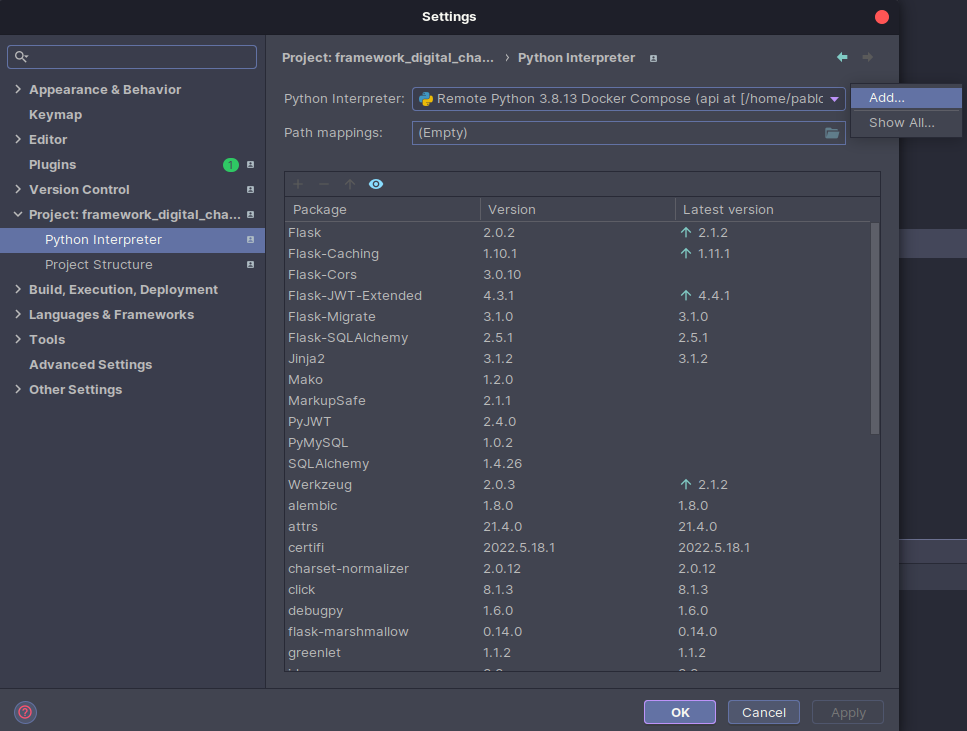 Settings
Appearance & Behavior
Keymap
Editor
Plugins 1
Version Control
Project: framework_digital_cha...
Python Interpreter
Project Structure
Build, Execution, Deployment
Languages & Frameworks
Tools
Advanced Settings
Other Settings
Project: framework_digital_cha... › Python Interpreter
Python Interpreter: Remote Python 3.8.13 Docker Compose (api at [/home/pablo
Add...
Show All...
Path mappings: (Empty)
Package Version Latest version
Flask 2.0.2 2.1.2
Flask-Caching 1.10.1 1.11.1
Flask-Cors 3.0.10
Flask-JWT-Extended 4.3.1 4.4.1
Flask-Migrate 3.1.0 3.1.0
Flask-SQLAlchemy 2.5.1 2.5.1
Jinja2 3.1.2 3.1.2
Mako 1.2.0
MarkupSafe 2.1.1
PyJWT 2.4.0
PyMySQL 1.0.2
SQLAlchemy 1.4.26
Werkzeug 2.0.3 2.1.2
alembic 1.8.0 1.8.0
attrs 21.4.0 21.4.0
certifi 2022.5.18.1 2022.5.18.1
charset-normalizer 2.0.12 2.0.12
click 8.1.3 8.1.3
debugpy 1.6.0 1.6.0
flask-marshmallow 0.14.0 0.14.0
greenlet 1.1.2 1.1.2
? OK Cancel Apply